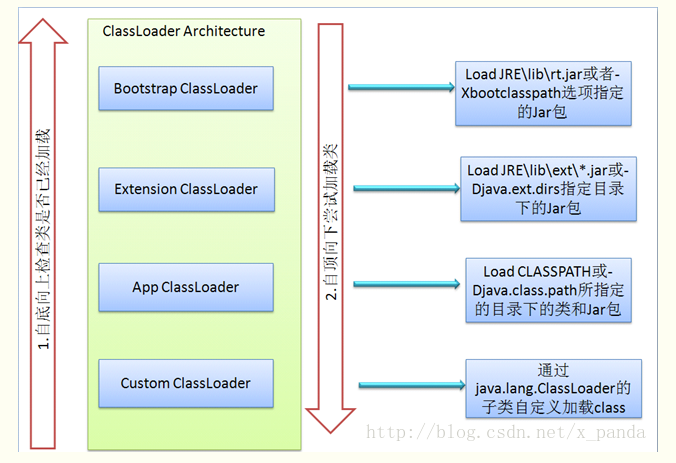 ClassLoader Architecture
Bootstrap ClassLoader
Extension ClassLoader
App ClassLoader
Custom ClassLoader
1.自底向上检查类是否已经加载
2.自顶向下尝试加载类
Load JRE\lib\rt.jar或者-
Xbootclasspath选项指定
的Jar包
Load JRE\lib\ext\*.jar或-
Djava.ext.dirs指定目录
下的Jar包
Load CLASSPATH或-
Djava.class.path所指定
的目录下的类和Jar包
通过
java.lang.ClassLoader的
子类自定义加载class
http://blog.csdn.net/x_panda